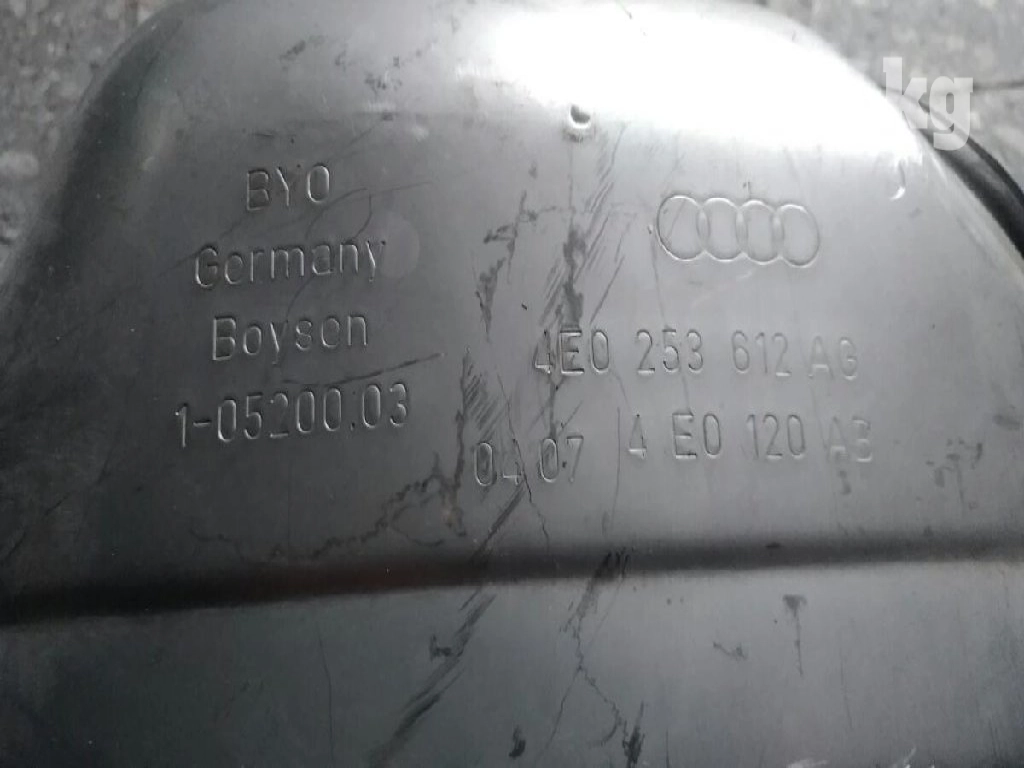 kg
BYO
Germany
Boysen
1-05200.03
4E0 253 612 AG
04 07 4 E0 120 AB